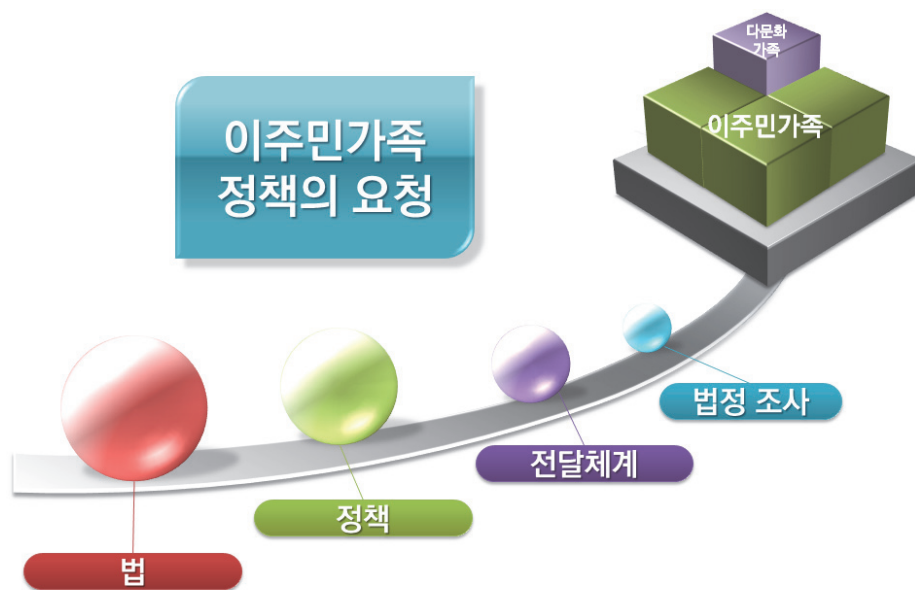 다문화
가족
이주민가족
이주민가족
정책의 요청
법정 조사
전달체계
정책
법